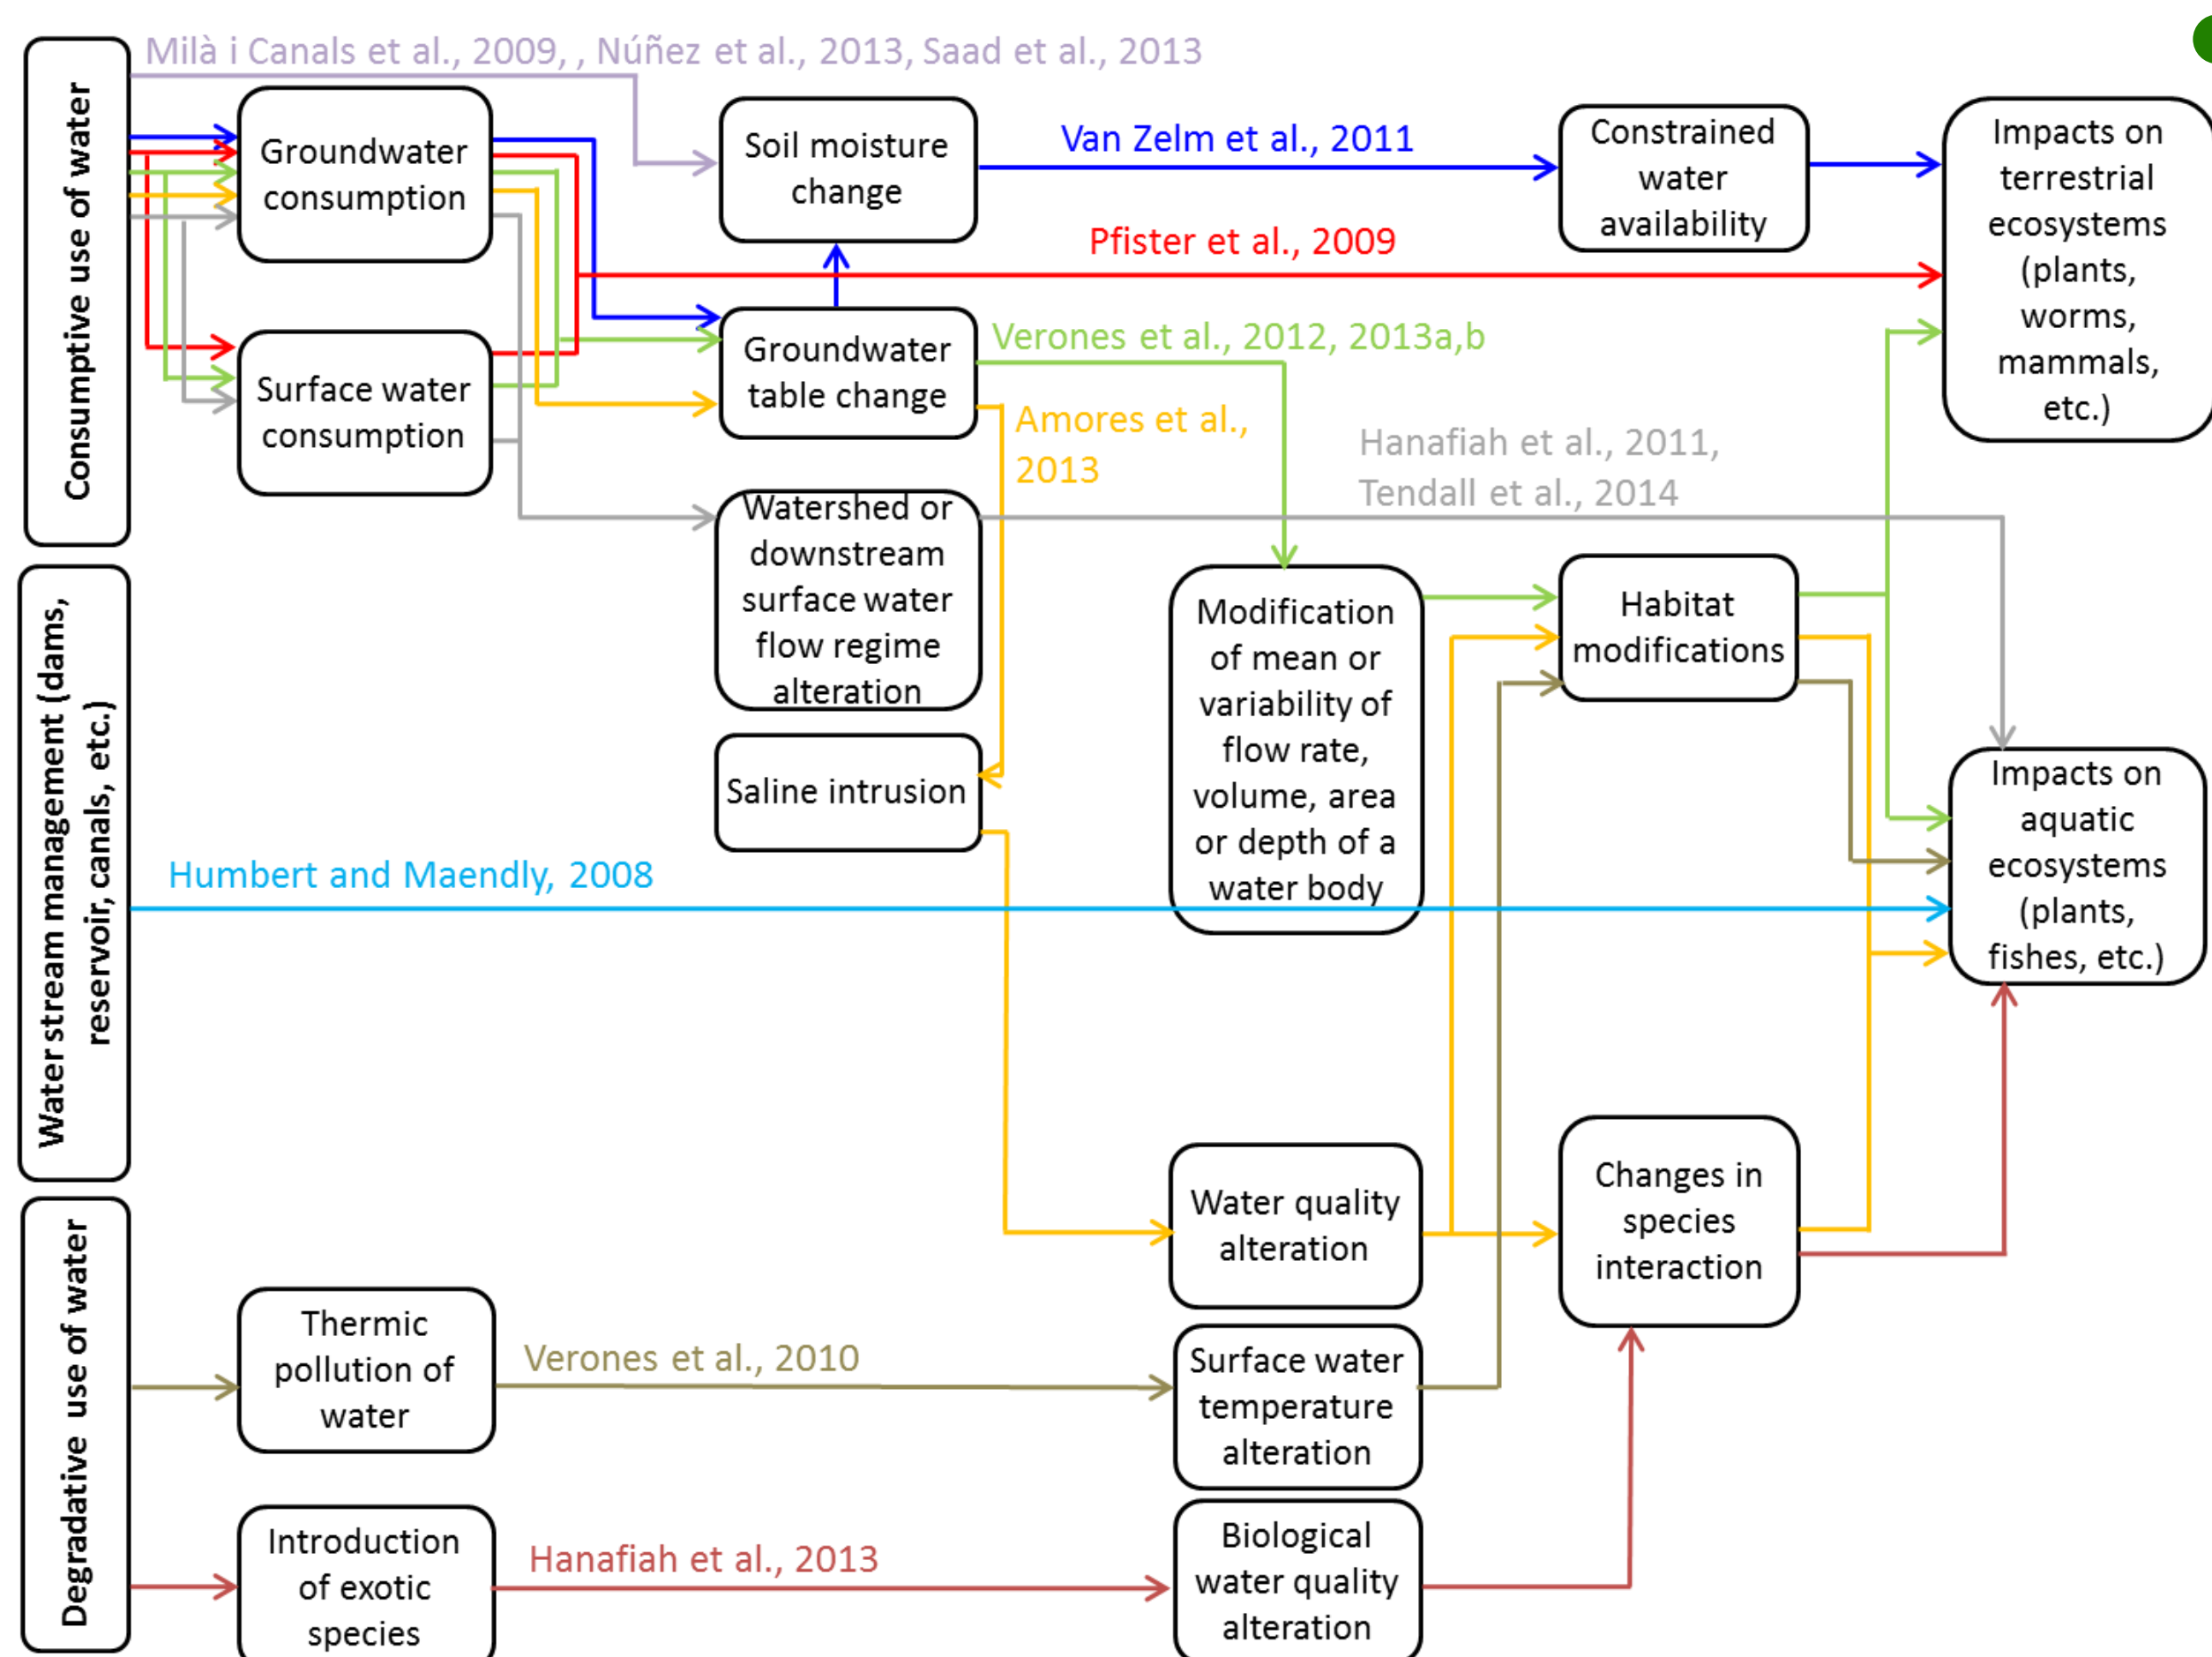 Consumptive use of water
Milà i Canals et al., 2009, , Núñez et al., 2013, Saad et al., 2013
Groundwater
consumption
Soil moisture
change
Van Zelm et al., 2011
Constrained
water
availability
Impacts on
terrestrial
ecosystems
(plants,
worms,
mammals,
etc.)
Pfister et al., 2009
Surface water
consumption
Groundwater
table change
Verones et al., 2012, 2013a,b
Amores et al.,
2013
Hanafiah et al., 2011,
Tendall et al., 2014
Watershed or
downstream
surface water
flow regime
alteration
Water stream management (dams,
reservoir, canals, etc.)
Modification
of mean or
variability of
flow rate,
volume, area
or depth of a
water body
Habitat
modifications
Saline intrusion
Impacts on
aquatic
ecosystems
(plants,
fishes, etc.)
Humbert and Maendly, 2008
Water quality
alteration
Changes in
species
interaction
Degradative use of water
Thermic
pollution of
water
Verones et al., 2010
Surface water
temperature
alteration
Introduction
of exotic
species
Hanafiah et al., 2013
Biological
water quality
alteration